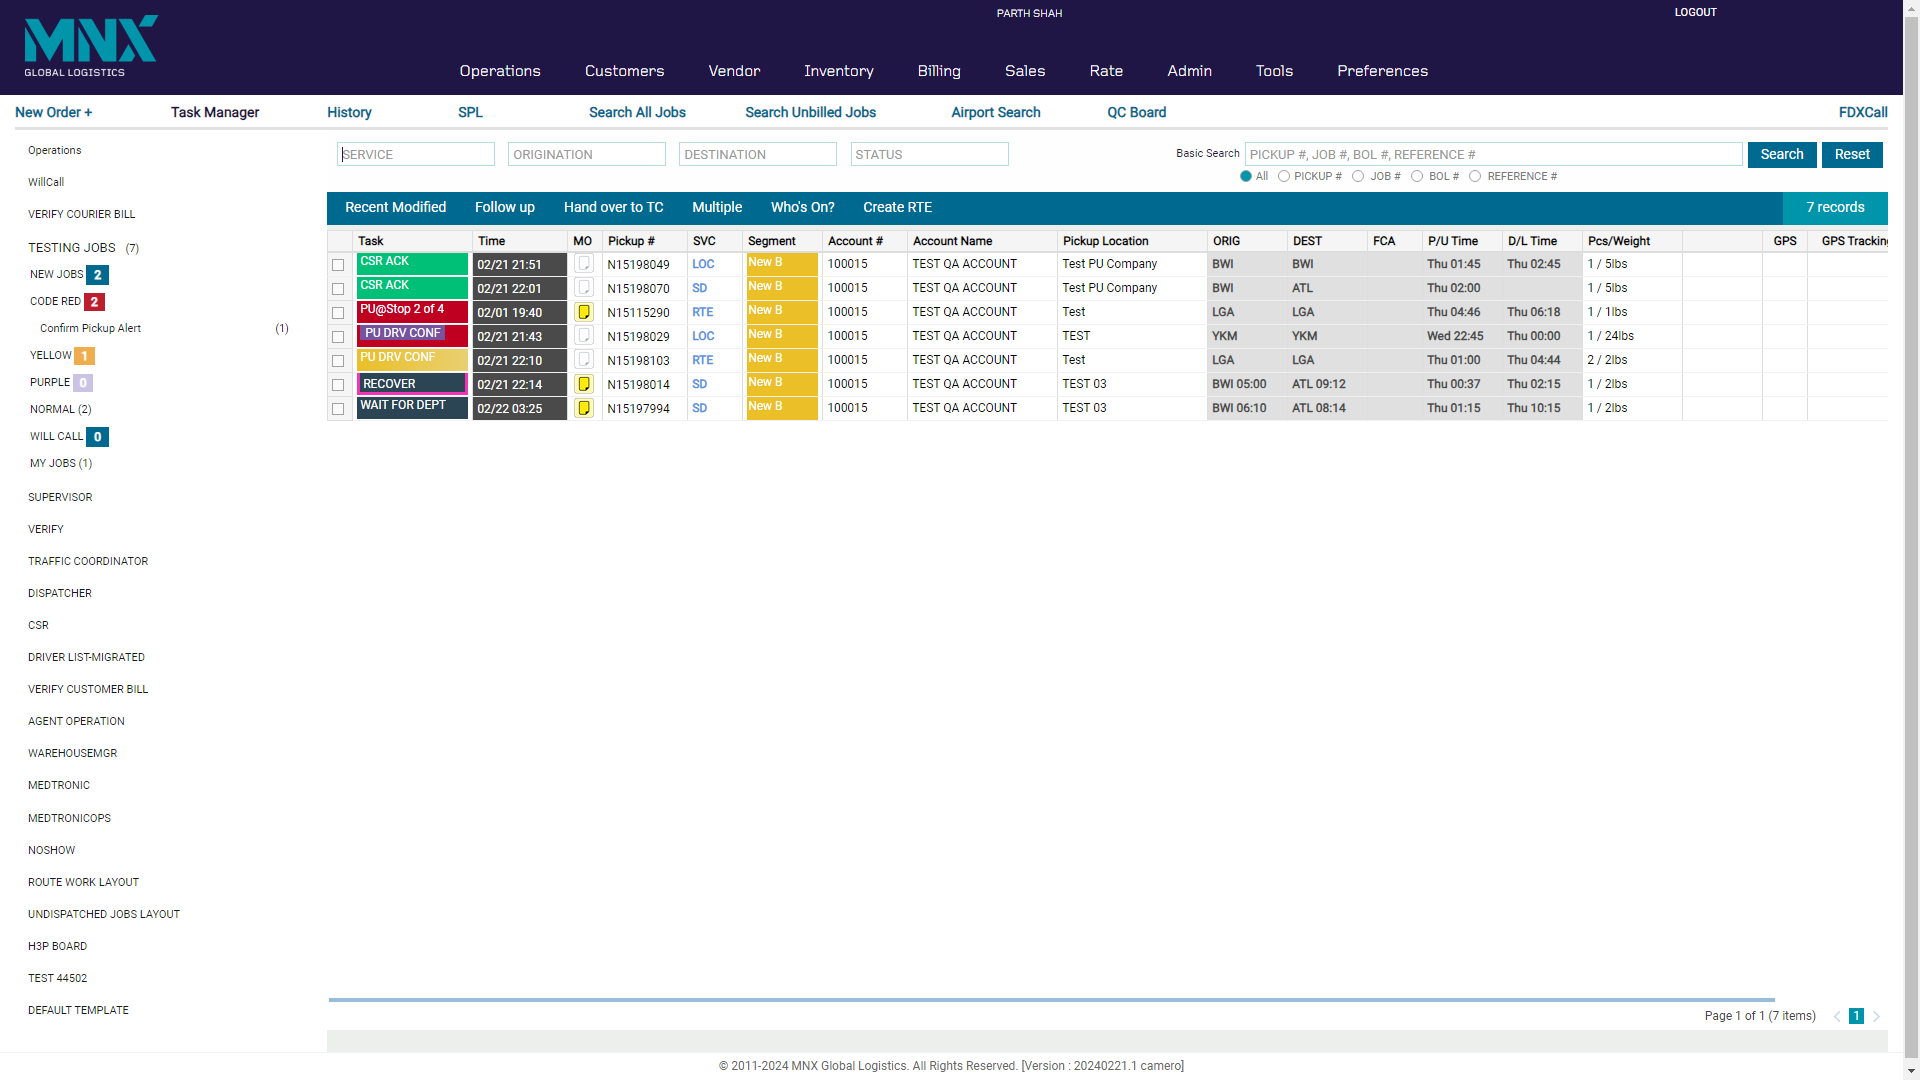 MNX
GLOBAL LOGISTICS
PARTH SHAH
LOGOUT
Operations Customers Vendor Inventory Billing Sales Rate Admin Tools Preferences
New Order + Task Manager History SPL Search All Jobs Search Unbilled Jobs Airport Search QC Board FDXCall
Operations
WillCall
VERIFY COURIER BILL
TESTING JOBS (7)
NEW JOBS 2
CODE RED 2
Confirm Pickup Alert (1)
YELLOW 1
PURPLE 0
NORMAL (2)
WILL CALL 0
MY JOBS (1)
SUPERVISOR
VERIFY
TRAFFIC COORDINATOR
DISPATCHER
CSR
DRIVER LIST-MIGRATED
VERIFY CUSTOMER BILL
AGENT OPERATION
WAREHOUSEMGR
MEDTRONIC
MEDTRONICOPS
NOSHOW
ROUTE WORK LAYOUT
UNDISPATCHED JOBS LAYOUT
H3P BOARD
TEST 44502
DEFAULT TEMPLATE
SERVICE ORIGINATION DESTINATION STATUS Basic Search PICKUP #, JOB #, BOL #, REFERENCE # Search Reset
All PICKUP # JOB # BOL # REFERENCE #
Recent Modified Follow up Hand over to TC Multiple Who's On? Create RTE 7 records
Task Time MO Pickup # SVC Segment Account # Account Name Pickup Location ORIG DEST FCA P/U Time D/L Time Pcs/Weight GPS GPS Tracking
CSR ACK 02/21 21:51 N15198049 LOC New B 100015 TEST QA ACCOUNT Test PU Company BWI BWI Thu 01:45 Thu 02:45 1 / 5lbs
CSR ACK 02/21 22:01 N15198070 SD New B 100015 TEST QA ACCOUNT Test PU Company BWI ATL Thu 02:00 1 / 5lbs
PU@Stop 2 of 4 02/01 19:40 N15115290 RTE New B 100015 TEST QA ACCOUNT Test LGA LGA Thu 04:46 Thu 06:18 1 / 1lbs
PU DRV CONF 02/21 21:43 N15198029 LOC New B 100015 TEST QA ACCOUNT TEST YKM YKM Wed 22:45 Thu 00:00 1 / 24lbs
PU DRV CONF 02/21 22:10 N15198103 RTE New B 100015 TEST QA ACCOUNT Test LGA LGA Thu 01:00 Thu 04:44 2 / 2lbs
RECOVER 02/21 22:14 N15198014 SD New B 100015 TEST QA ACCOUNT TEST 03 BWI 05:00 ATL 09:12 Thu 00:37 Thu 02:15 1 / 2lbs
WAIT FOR DEPT 02/22 03:25 N15197994 SD New B 100015 TEST QA ACCOUNT TEST 03 BWI 06:10 ATL 08:14 Thu 01:15 Thu 10:15 1 / 2lbs
Page 1 of 1 (7 items) 1
© 2011-2024 MNX Global Logistics. All Rights Reserved. [Version : 20240221.1 camero]